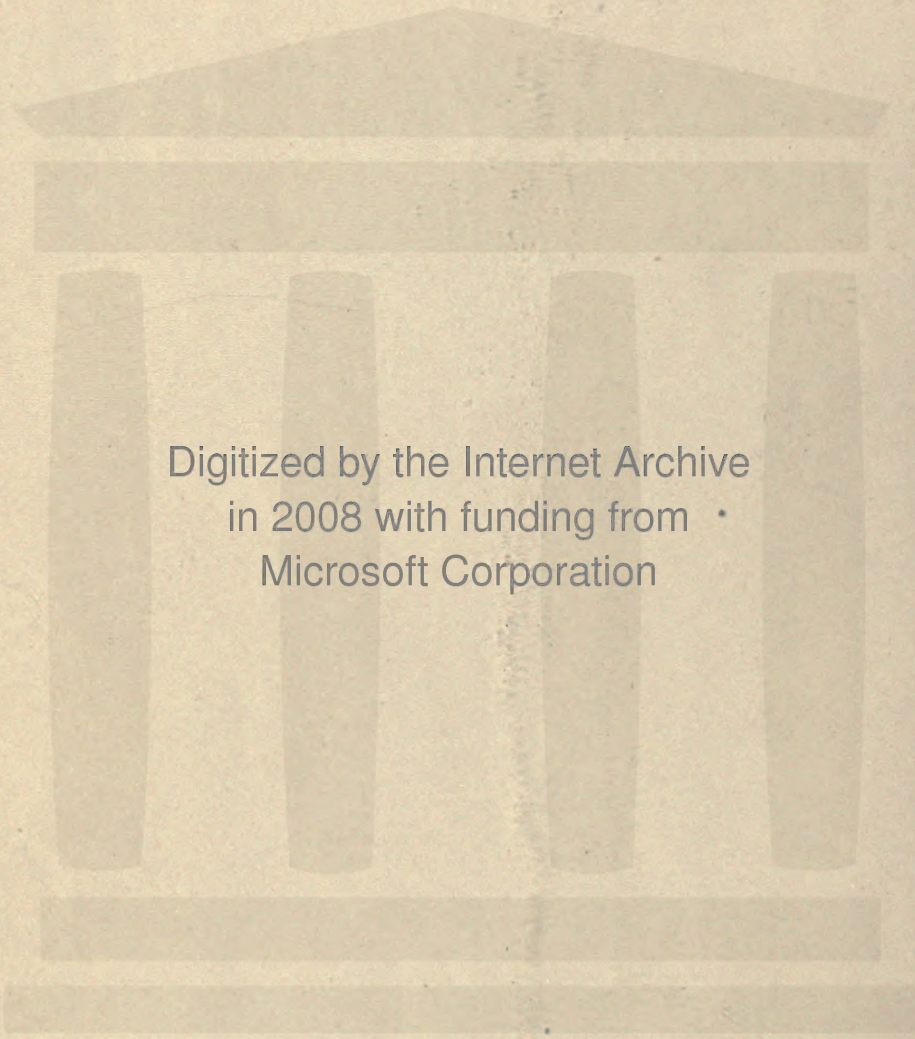 Digitized by the Internet Archive
in 2008 with funding from
Microsoft Corporation